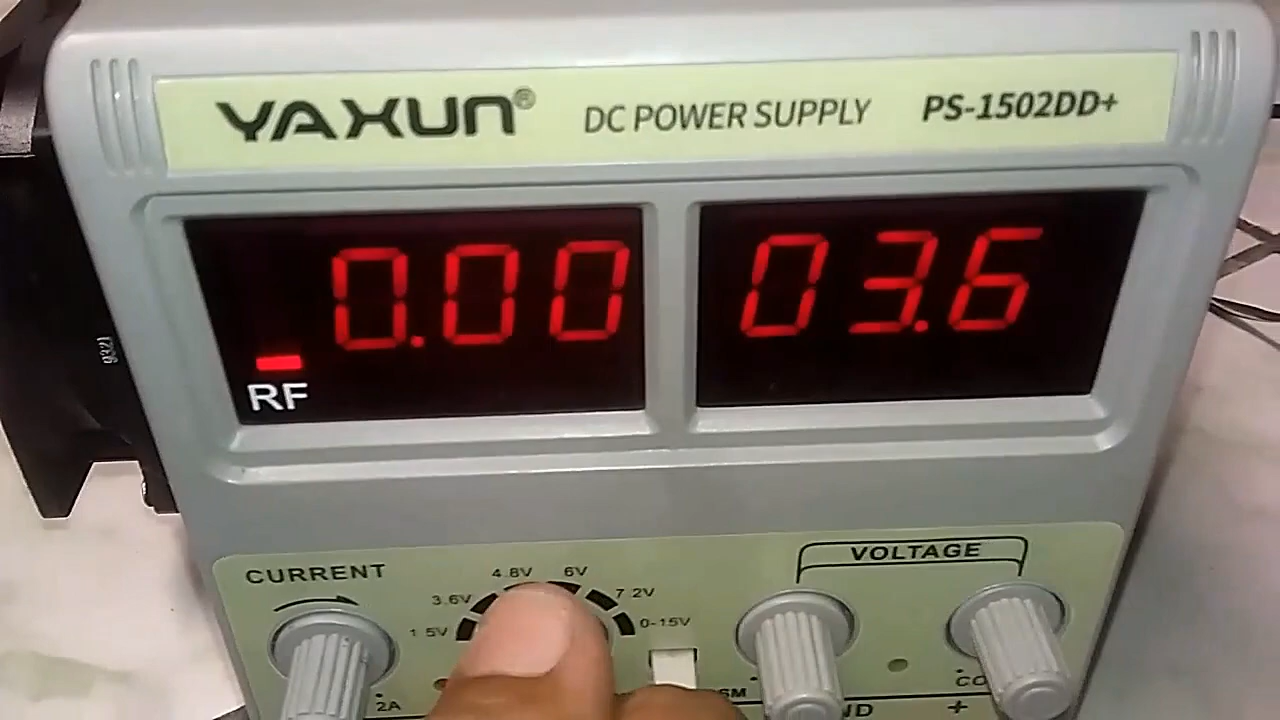 YAXUN® DC POWER SUPPLY PS-1502DD+
0.00 03.6
RF
9321
CURRENT
VOLTAGE
4.8V 6V
3.6V 7.2V
1.5V 0-15V
2A
+